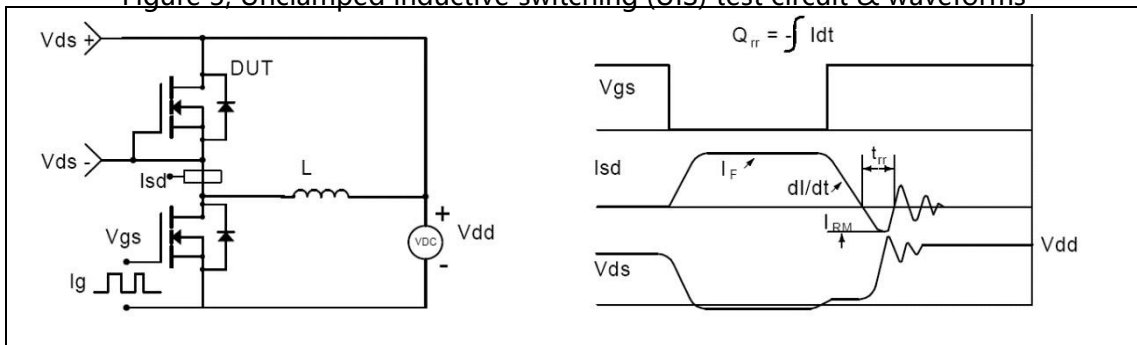 Figure 3, Unclamped inductive switching (UIS) test circuit & waveforms
Vds +
DUT
Vds -
Isd
L
Vgs
Ig
+
VDC
-
Vdd
Qrr = -∫ Idt
Vgs
Isd
IF
dI/dt
trr
IRM
Vds
Vdd